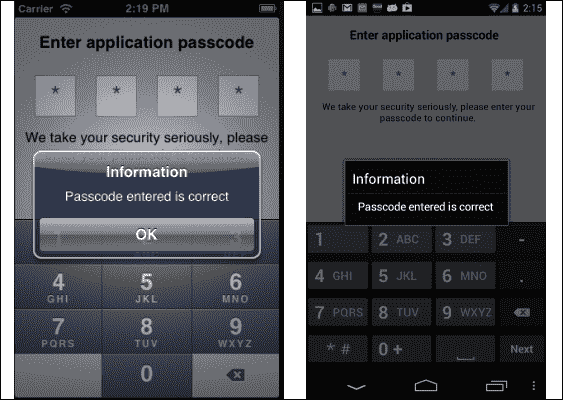 Carrier 2:19 PM
Enter application passcode
* * * *
We take your security seriously, please
Information
Passcode entered is correct
OK
4 5 6
GHI JKL MNO
7 8 9
PQRS TUV WXYZ
0
2:15
Enter application passcode
* * * *
We take your security seriously, please enter your
passcode to continue.
Information
Passcode entered is correct
1 2 ABC 3 DEF -
4 GHI 5 JKL 6 MNO .
7 PQRS 8 TUV 9 WXYZ
* # 0 + Next